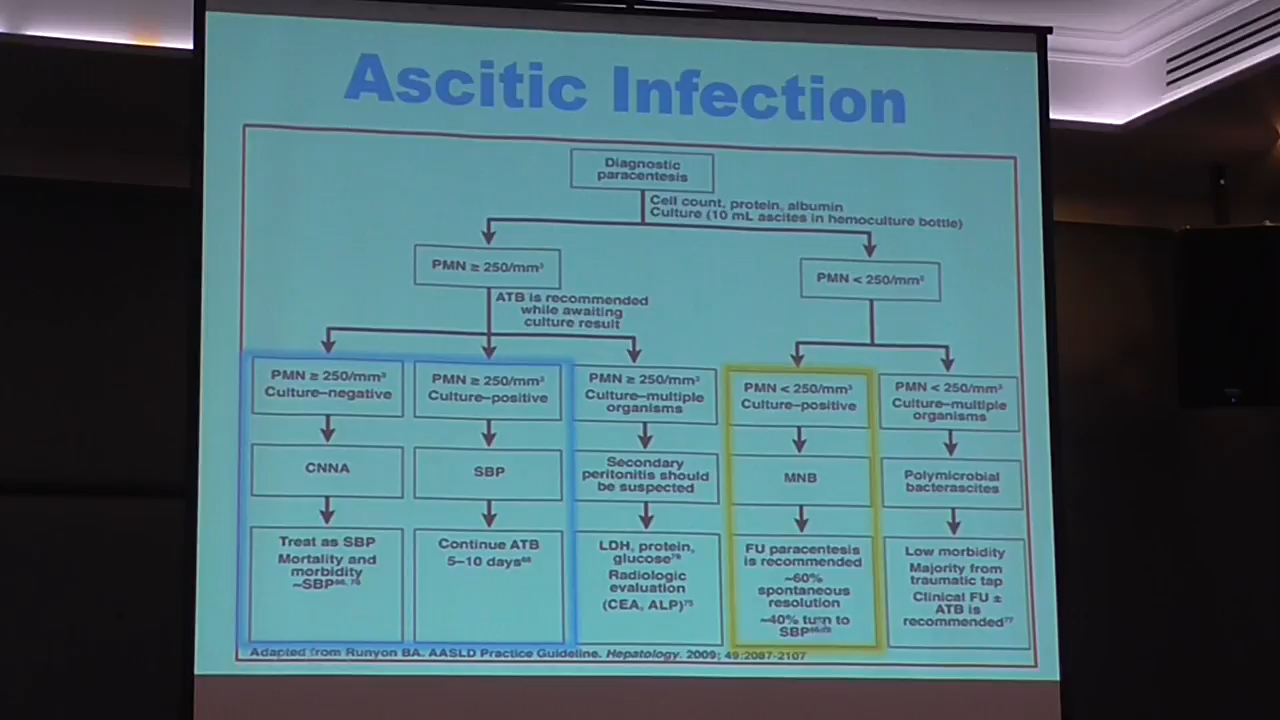 Ascitic Infection
Diagnostic
paracentesis
Cell count, protein, albumin
Culture (10 mL ascites in hemoculture bottle)
PMN ≥ 250/mm³
PMN < 250/mm³
ATB is recommended
while awaiting
culture result
PMN ≥ 250/mm³
Culture–negative
CNNA
Treat as SBP
Mortality and
morbidity
~SBP
PMN ≥ 250/mm³
Culture–positive
SBP
Continue ATB
5–10 days
PMN ≥ 250/mm³
Culture–multiple
organisms
Secondary
peritonitis should
be suspected
LDH, protein,
glucose
Radiologic
evaluation
(CEA, ALP)
PMN < 250/mm³
Culture–positive
MNB
FU paracentesis
is recommended
~60%
spontaneous
resolution
~40% turn to
SBP
PMN < 250/mm³
Culture–multiple
organisms
Polymicrobial
bacterascites
Low morbidity
Majority from
traumatic tap
Clinical FU ±
ATB is
recommended⁷⁷
Adapted from Runyon BA. AASLD Practice Guideline. Hepatology. 2009; 49:2087-2107